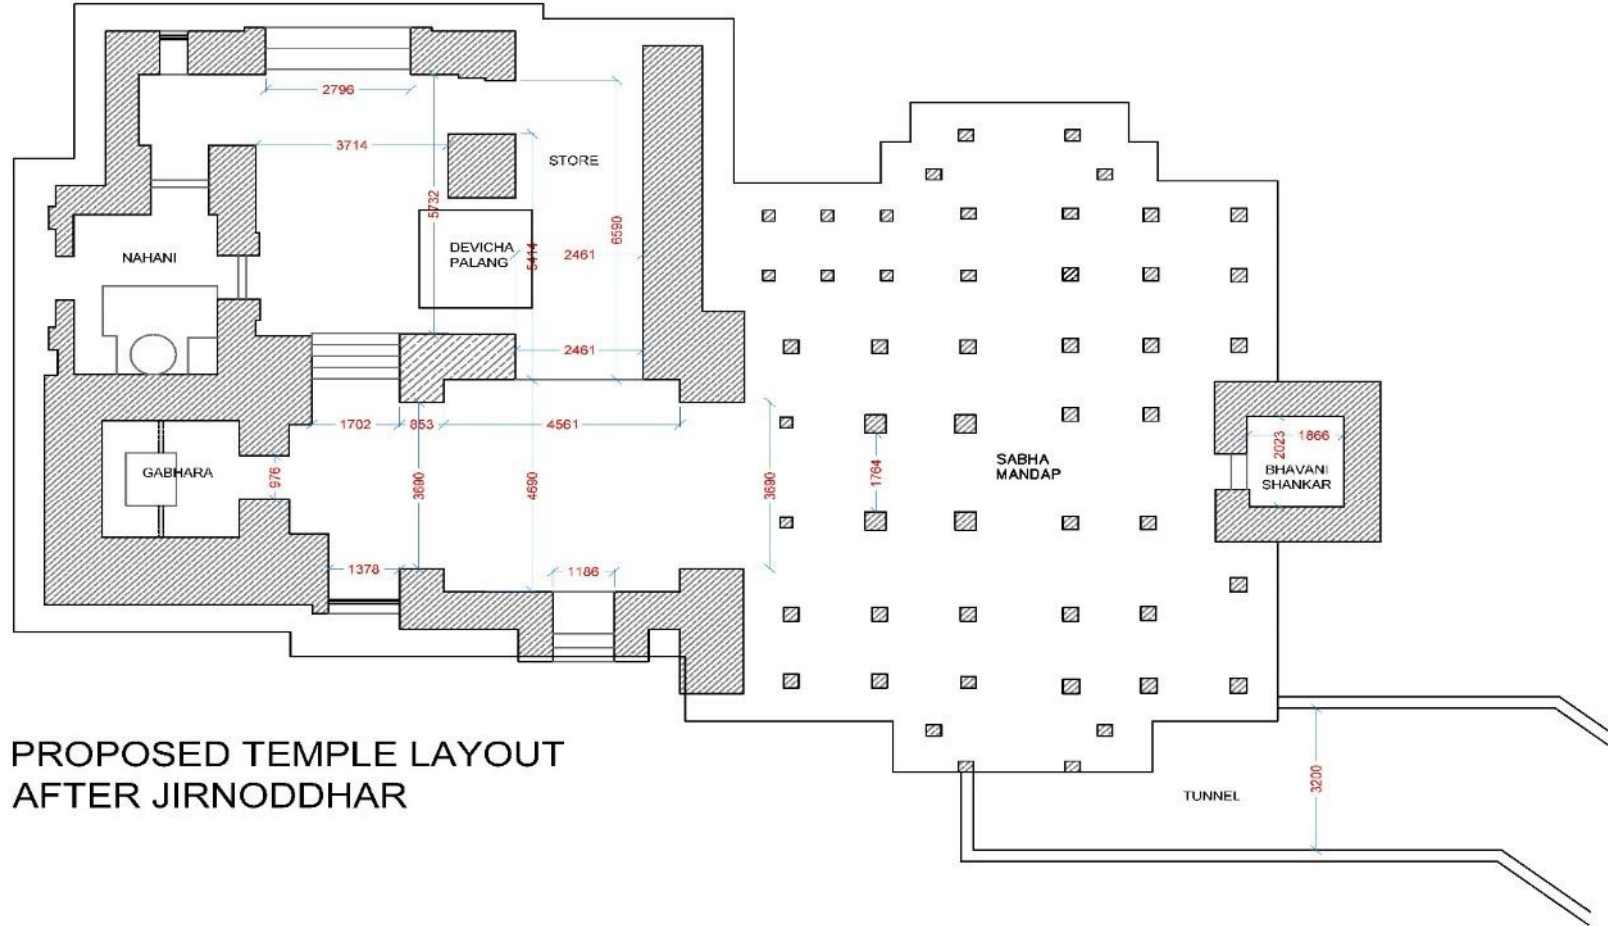 2796
3714
STORE
5732
6590
DEVICHA
PALANG
5414
2461
NAHANI
2461
1702
853
4561
GABHARA
976
3690
4690
3690
1764
SABHA
MANDAP
2023
1866
BHAVANI
SHANKAR
1378
1186
PROPOSED TEMPLE LAYOUT
AFTER JIRNODDHAR
TUNNEL
3200